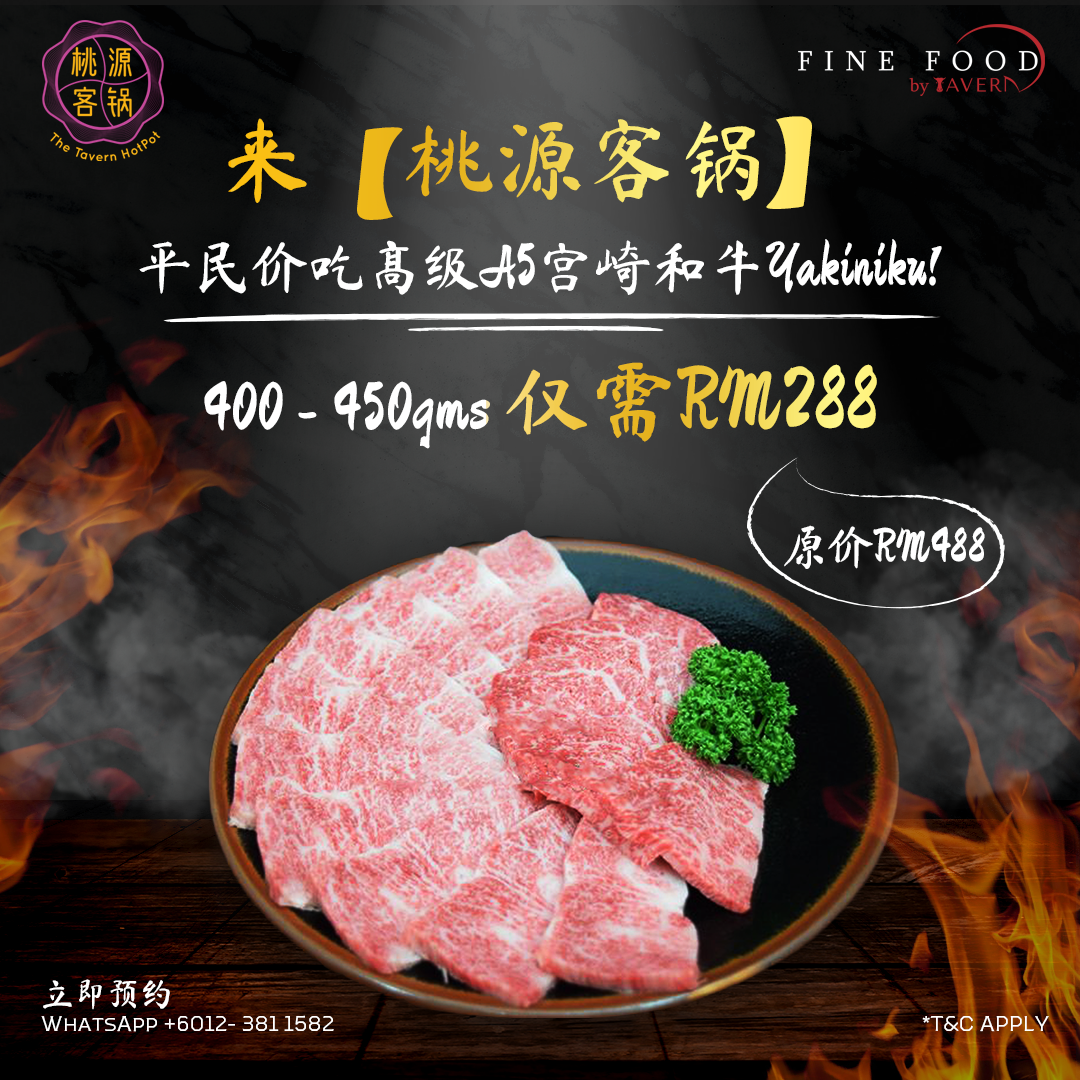 桃源
客锅
The Tavern HotPot
FINE FOOD
by TAVERN
来【桃源客锅】
平民价吃高级A5宫崎和牛Yakiniku!
400 - 450gms 仅需RM288
原价RM488
立即预约
WHATSAPP +6012- 381 1582
*T&C APPLY